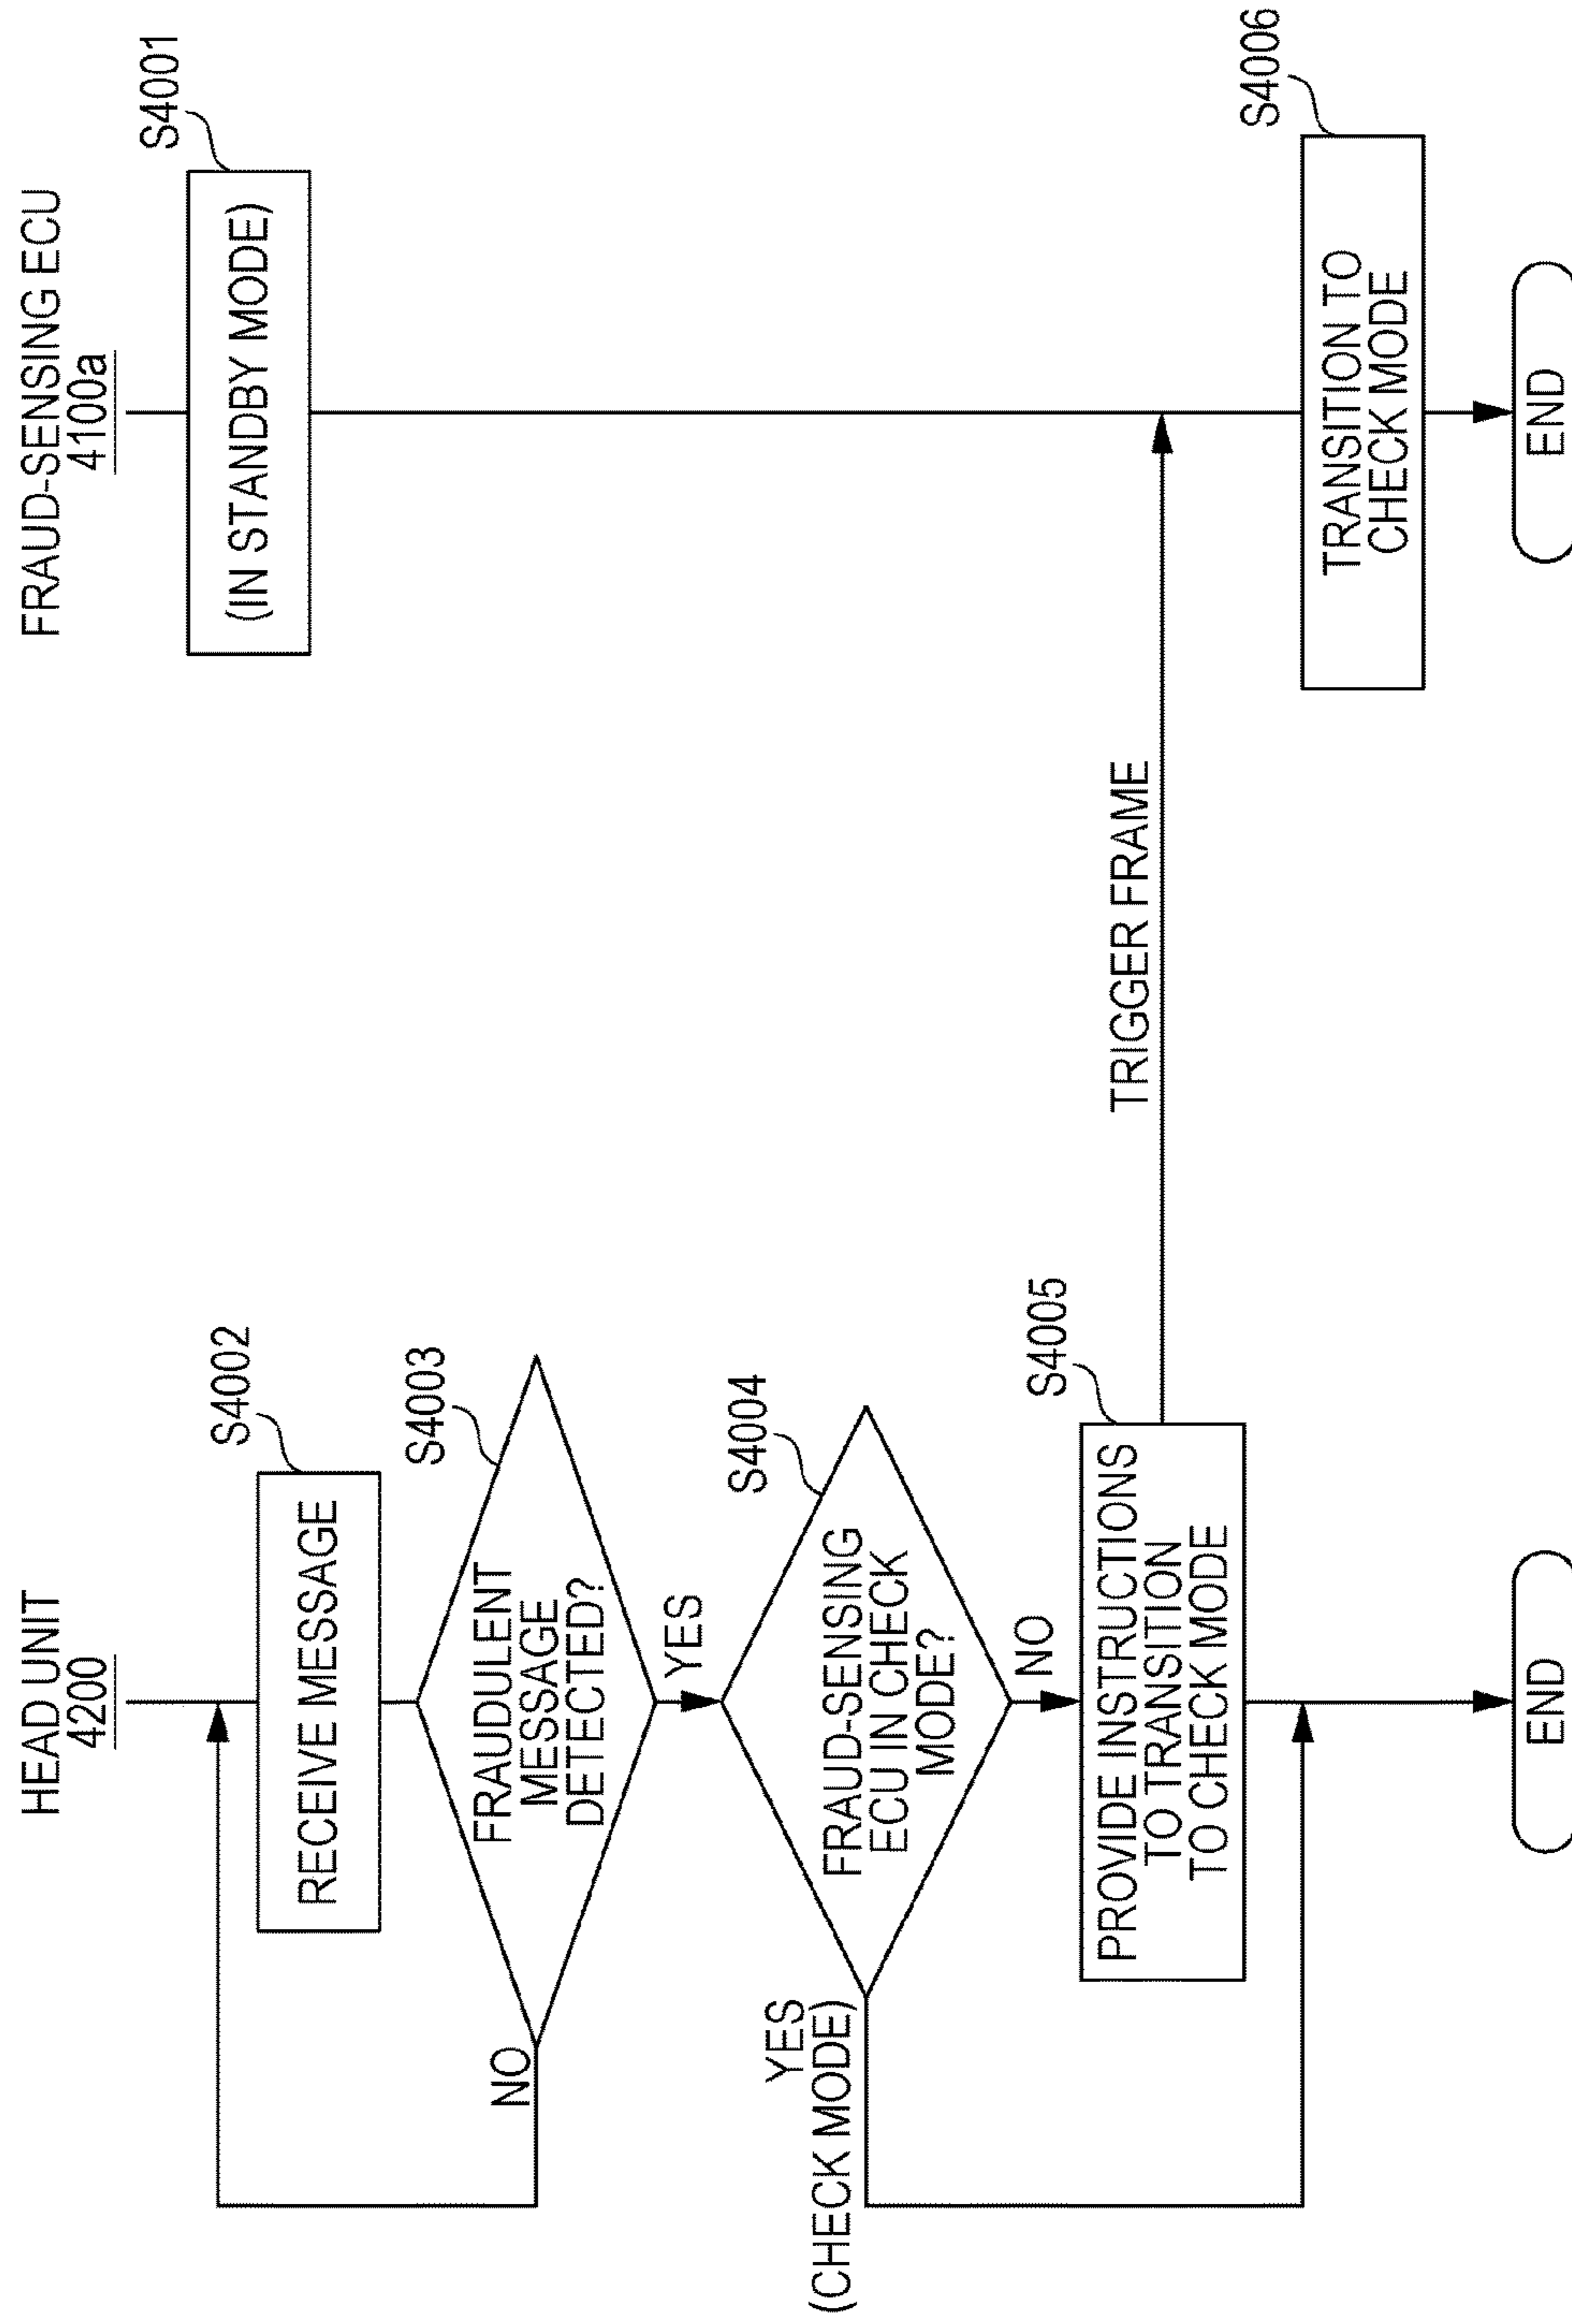 HEAD UNIT
4200
FRAUD-SENSING ECU
4100a
S4001
(IN STANDBY MODE)
S4002
RECEIVE MESSAGE
S4003
FRAUDULENT
MESSAGE
DETECTED?
NO
YES
S4004
FRAUD-SENSING
ECU IN CHECK
MODE?
YES
(CHECK MODE)
NO
S4005
PROVIDE INSTRUCTIONS
TO TRANSITION
TO CHECK MODE
TRIGGER FRAME
S4006
TRANSITION TO
CHECK MODE
END
END